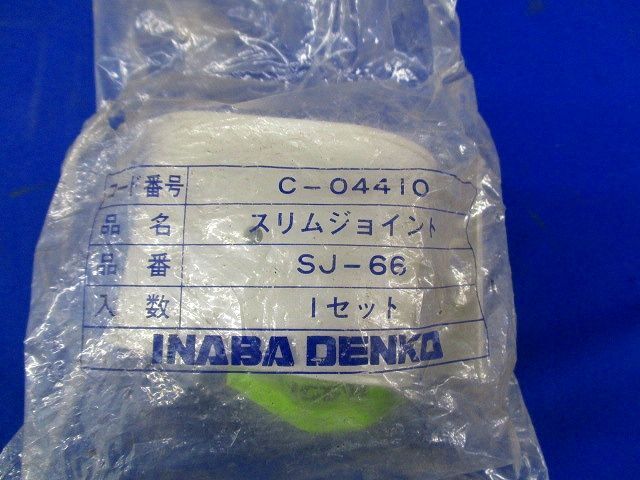 コード番号 C-04410
品名 スリムジョイント
品番 SJ-66
入数 1セット
INABA DENKO